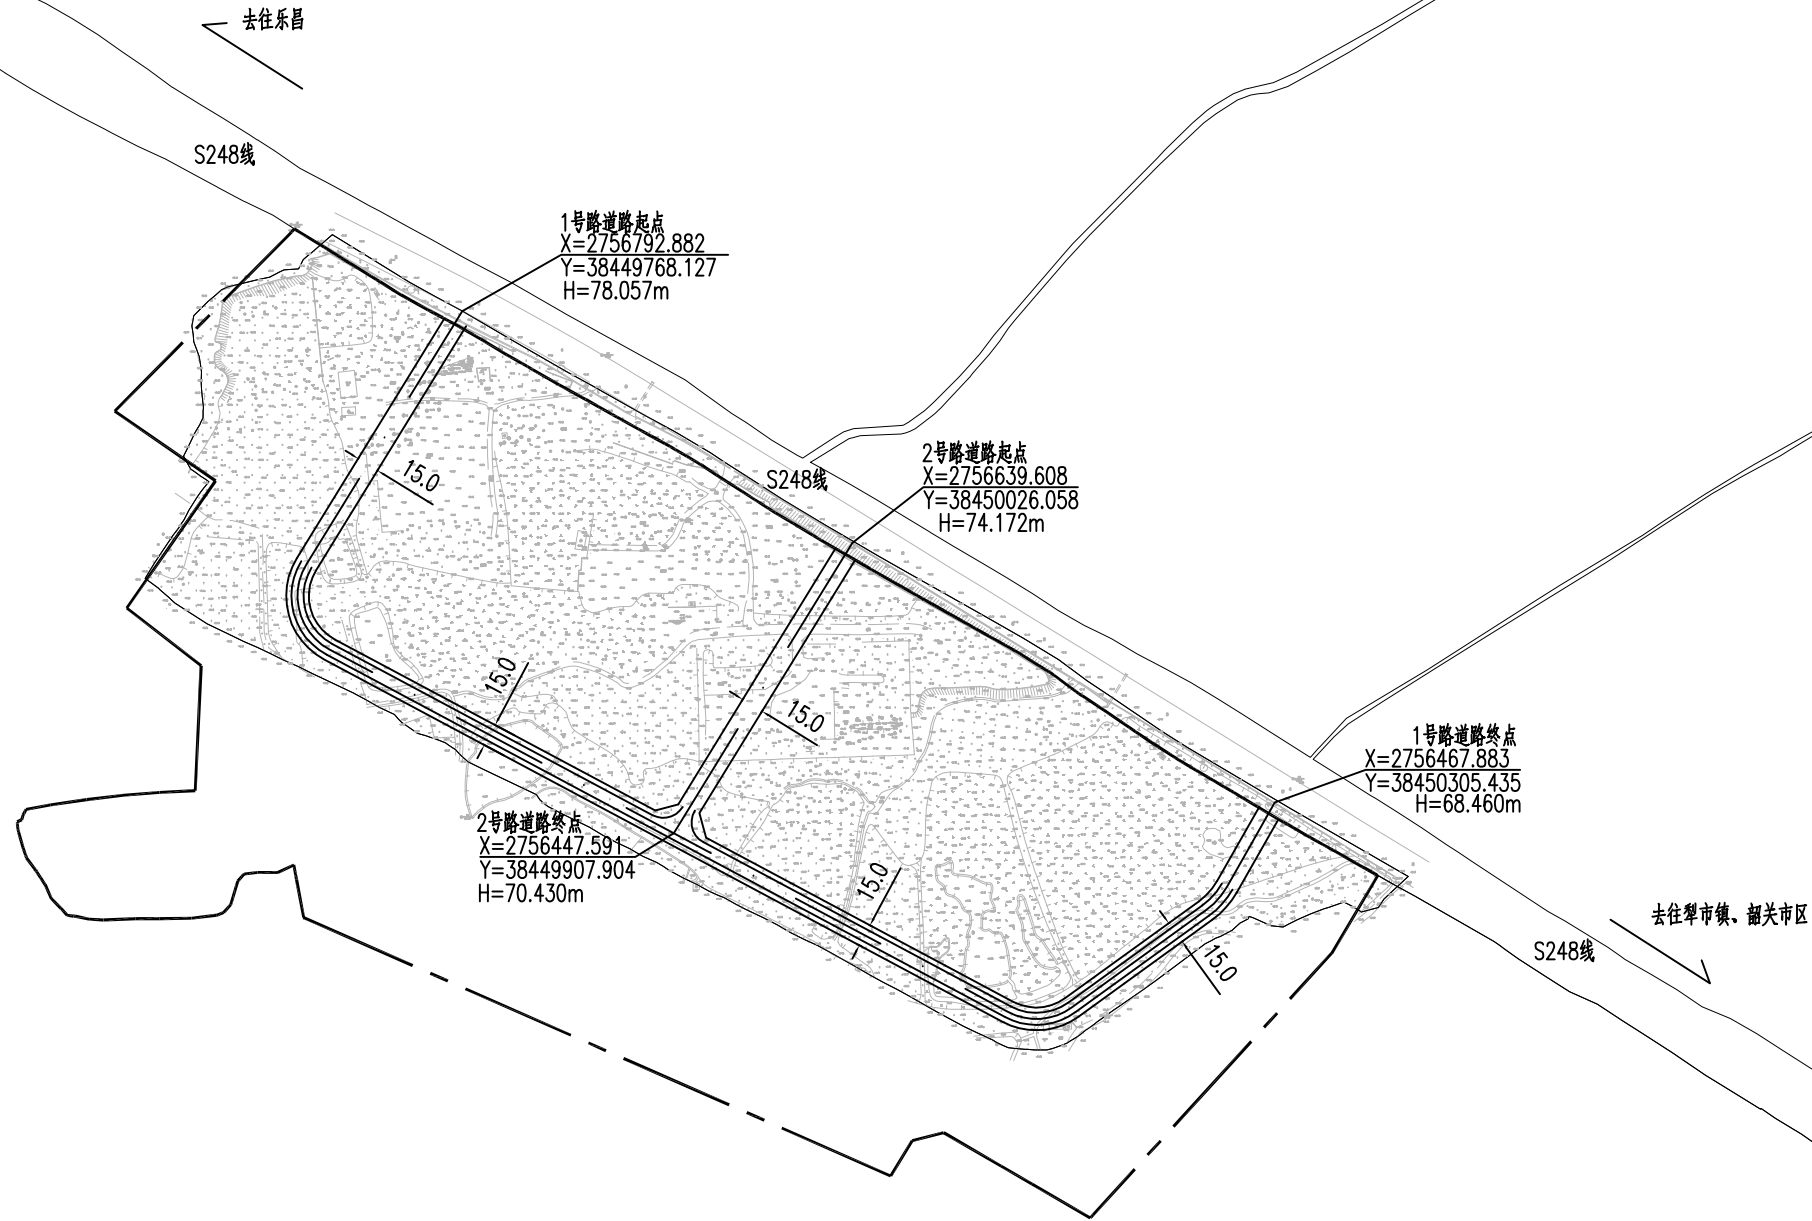 去往乐昌
S248线
1号路道路起点
X=2756792.882
Y=38449768.127
H=78.057m
2号路道路起点
X=2756639.608
Y=38450026.058
H=74.172m
S248线
15.0
15.0
15.0
1号路道路终点
X=2756467.883
Y=38450305.435
H=68.460m
2号路道路终点
X=2756447.591
Y=38449907.904
H=70.430m
15.0
15.0
去往犁市镇、韶关市区
S248线